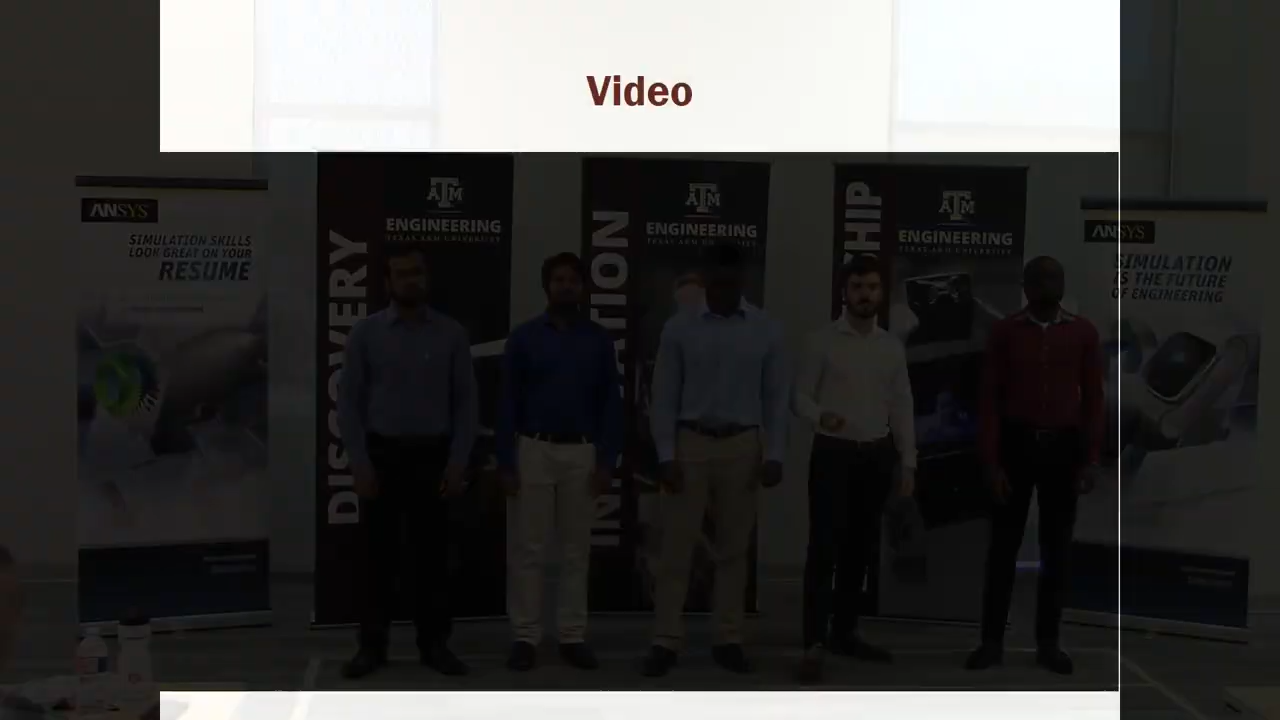 Video
ANSYS
SIMULATION SKILLS
LOOK GREAT ON YOUR
RESUME
DISCOVERY
ATM
ENGINEERING
TEXAS A&M UNIVERSITY
ATM
ENGINEERING
TEXAS A&M UNIVERSITY
SHIP
ATM
ENGINEERING
TEXAS A&M UNIVERSITY
ANSYS
SIMULATION
IS THE FUTURE
OF ENGINEERING